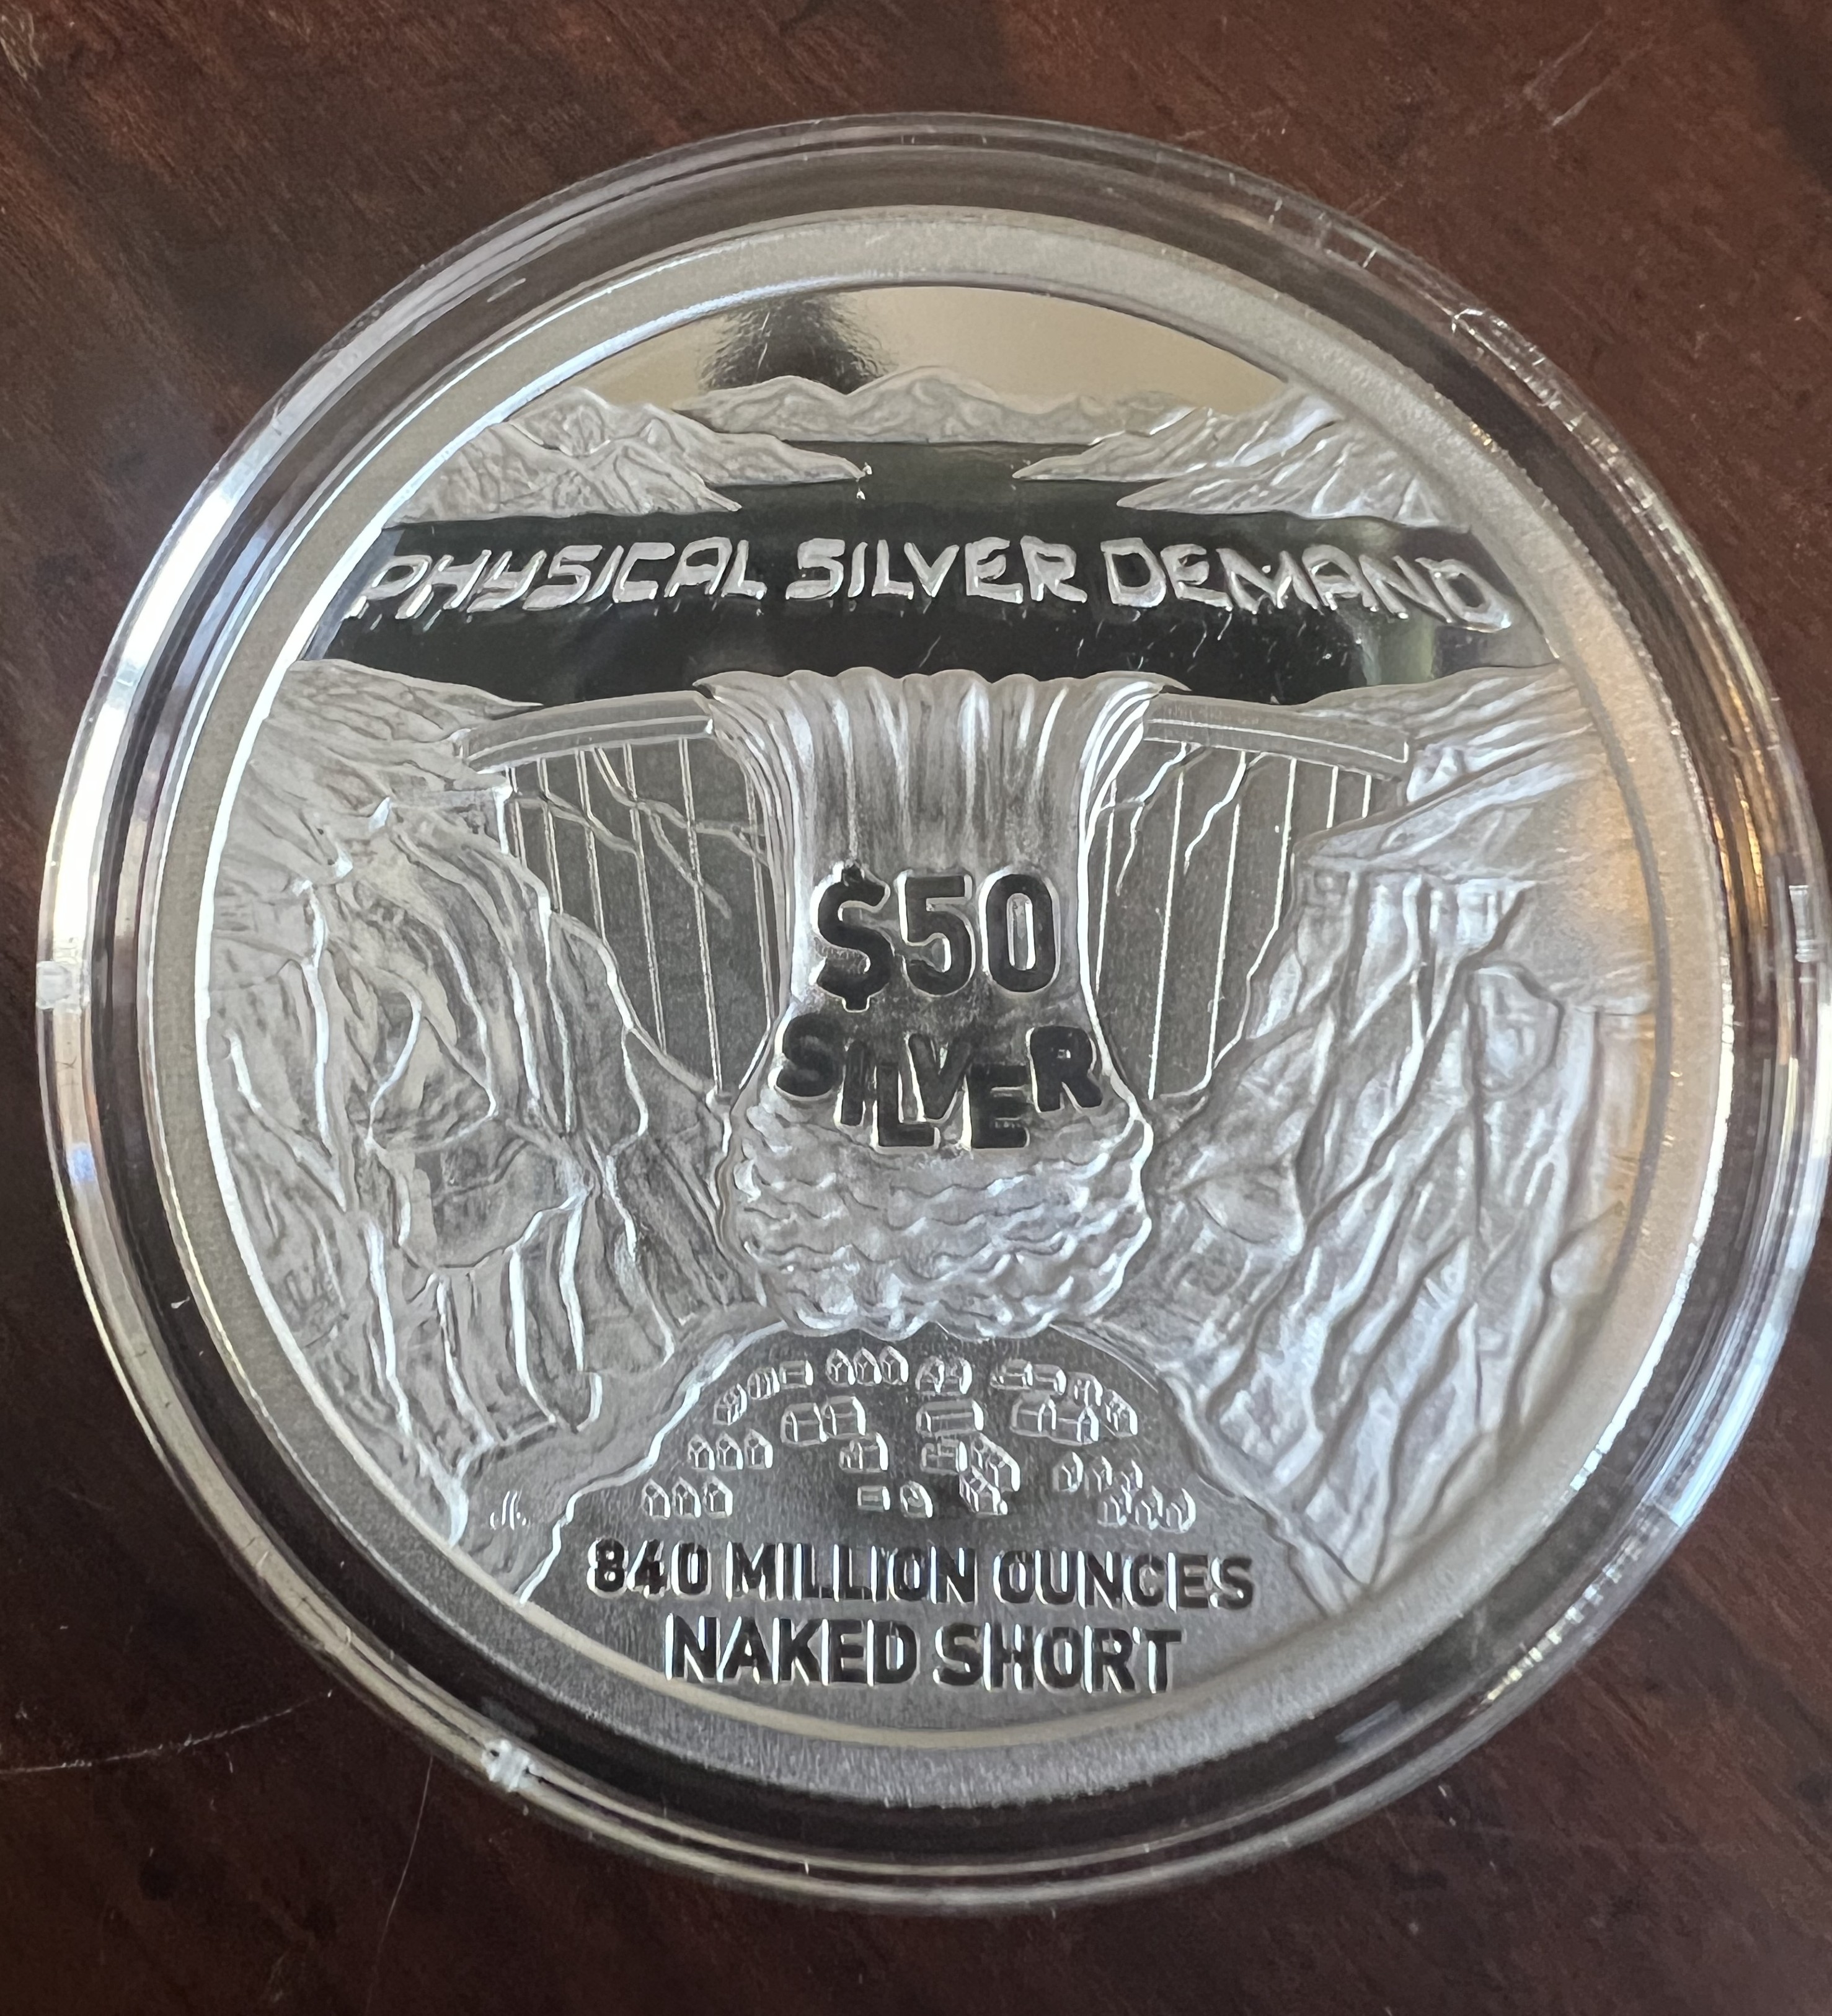 PHYSICAL SILVER DEMAND
$50
SILVER
840 MILLION OUNCES
NAKED SHORT